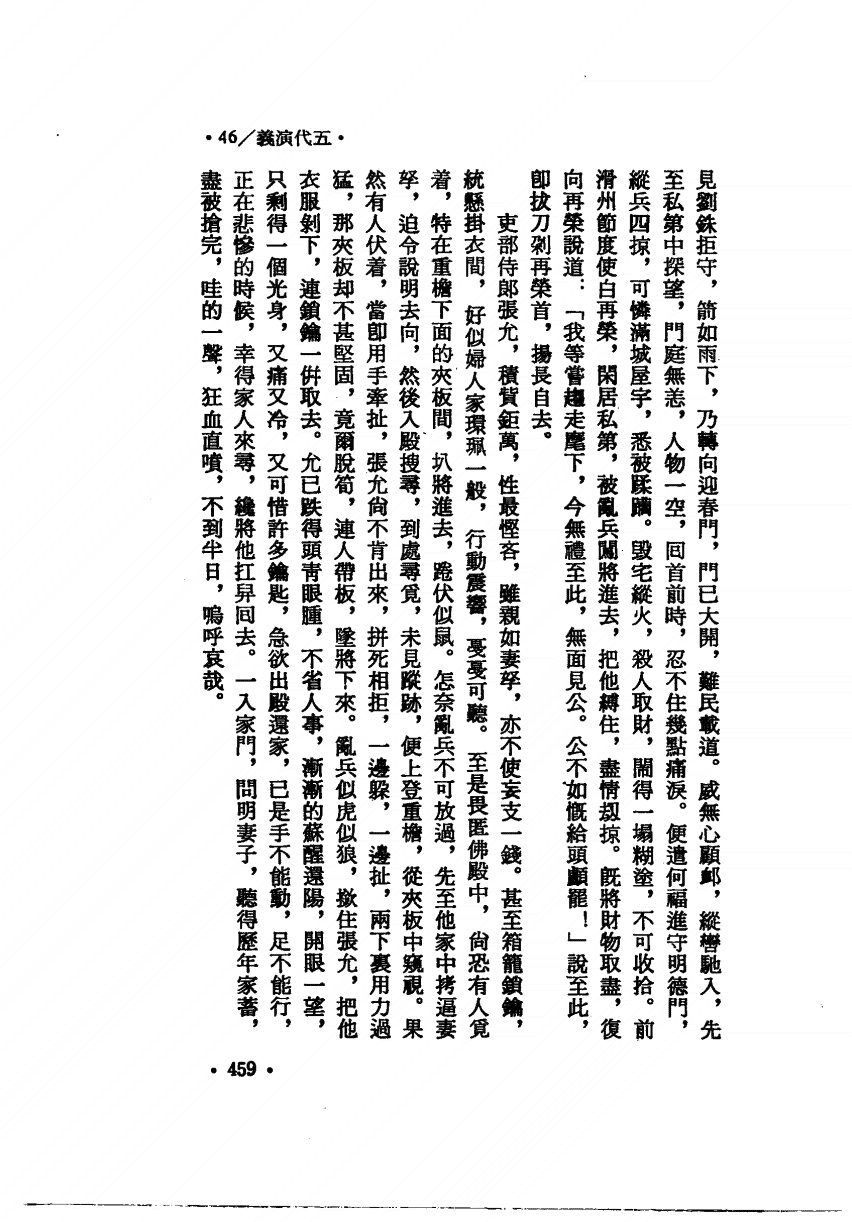 •46／義演代五•
見劉銖拒守，箭如雨下，乃轉向迎春門，門已大開，難民載道。威無心顧卹，縱轡馳入，先
至私第中探望，門庭無恙，人物一空，回首前時，忍不住幾點痛淚。便遣何福進守明德門，
縱兵四掠，可憐滿城屋宇，悉被蹂躪。毀宅縱火，殺人取財，鬧得一塌糊塗，不可收拾。前
滑州節度使白再榮，閑居私第，被亂兵闖將進去，把他縛住，盡情刼掠。旣將財物取盡，復
向再榮說道：「我等嘗趨走麾下，今無禮至此，無面見公。公不如慨給頭顱罷！」說至此，
卽拔刀剁再榮首，揚長自去。
吏部侍郎張允，積貲鉅萬，性最慳吝，雖親如妻孥，亦不使妄支一錢。甚至箱籠鎖鑰，
統懸掛衣間，好似婦人家環珮一般，行動震響，戞戞可聽。至是畏匿佛殿中，尙恐有人覓
着，特在重檐下面的夾板間，扒將進去，踡伏似鼠。怎奈亂兵不可放過，先至他家中拷逼妻
孥，迫令說明去向，然後入殿搜尋，到處尋覓，未見蹤跡，便上登重檐，從夾板中窺視。果
然有人伏着，當卽用手牽扯，張允尙不肯出來，拼死相拒，一邊躱，一邊扯，兩下裏用力過
猛，那夾板却不甚堅固，竟爾脫筍，連人帶板，墜將下來。亂兵似虎似狼，撳住張允，把他
衣服剝下，連鎖鑰一併取去。允已跌得頭靑眼腫，不省人事，漸漸的蘇醒還陽，開眼一望，
只剩得一個光身，又痛又冷，又可惜許多鑰匙，急欲出殿還家，已是手不能動，足不能行，
正在悲慘的時候，幸得家人來尋，纔將他扛舁回去。一入家門，問明妻子，聽得歷年家蓄，
盡被搶完，哇的一聲，狂血直噴，不到半日，嗚呼哀哉。
•459•